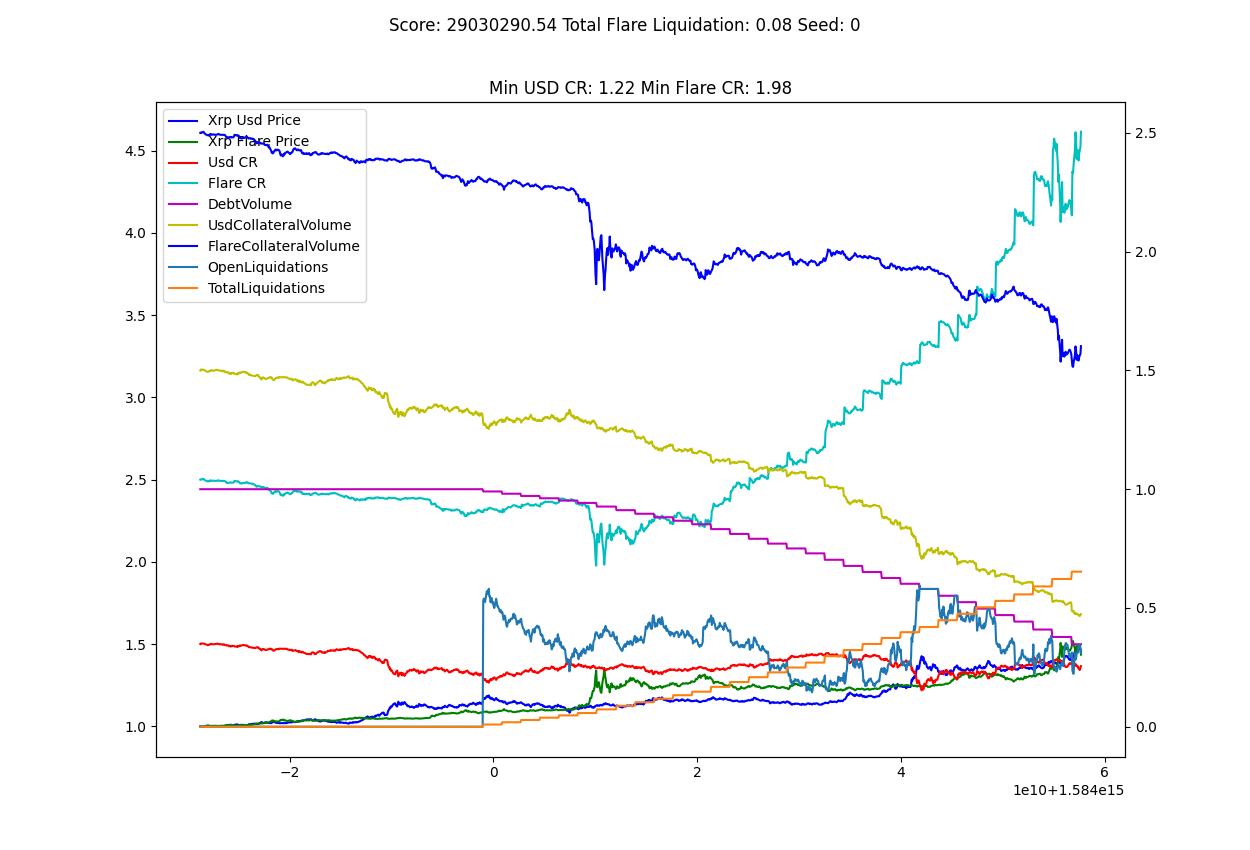 Score: 29030290.54 Total Flare Liquidation: 0.08 Seed: 0
Min USD CR: 1.22 Min Flare CR: 1.98
Xrp Usd Price
Xrp Flare Price
Usd CR
Flare CR
DebtVolume
UsdCollateralVolume
FlareCollateralVolume
OpenLiquidations
TotalLiquidations
4.5
4.0
3.5
3.0
2.5
2.0
1.5
1.0
2.5
2.0
1.5
1.0
0.5
0.0
−2 0 2 4 6
1e10+1.584e15